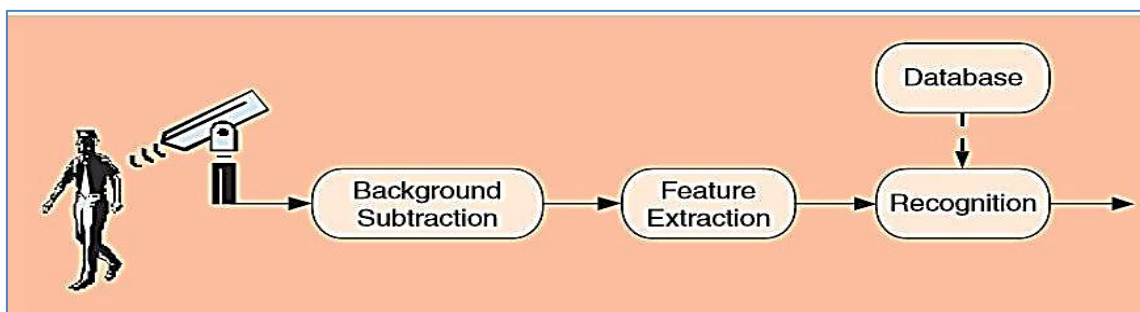 Database
Background
Subtraction
Feature
Extraction
Recognition